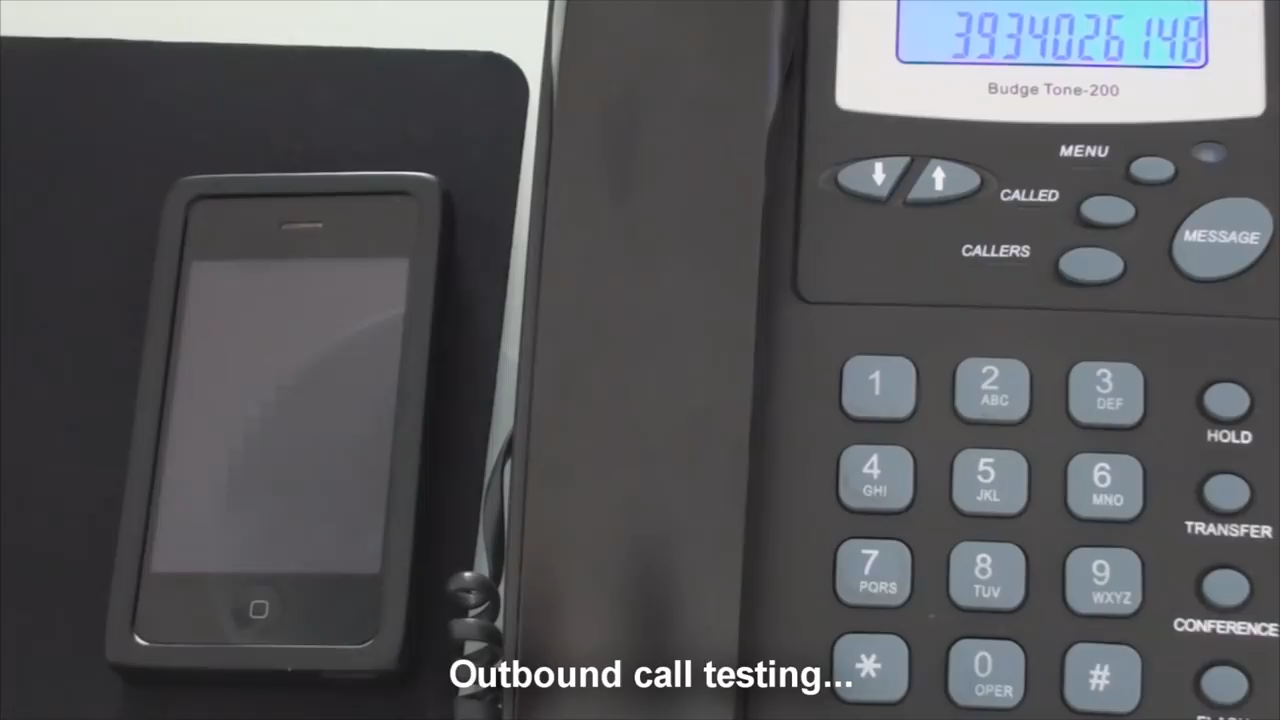 3934026148
Budge Tone-200
MENU
CALLED
CALLERS
MESSAGE
1
2
ABC
3
DEF
HOLD
4
GHI
5
JKL
6
MNO
TRANSFER
7
PQRS
8
TUV
9
WXYZ
CONFERENCE
*
0
OPER
#
Outbound call testing...